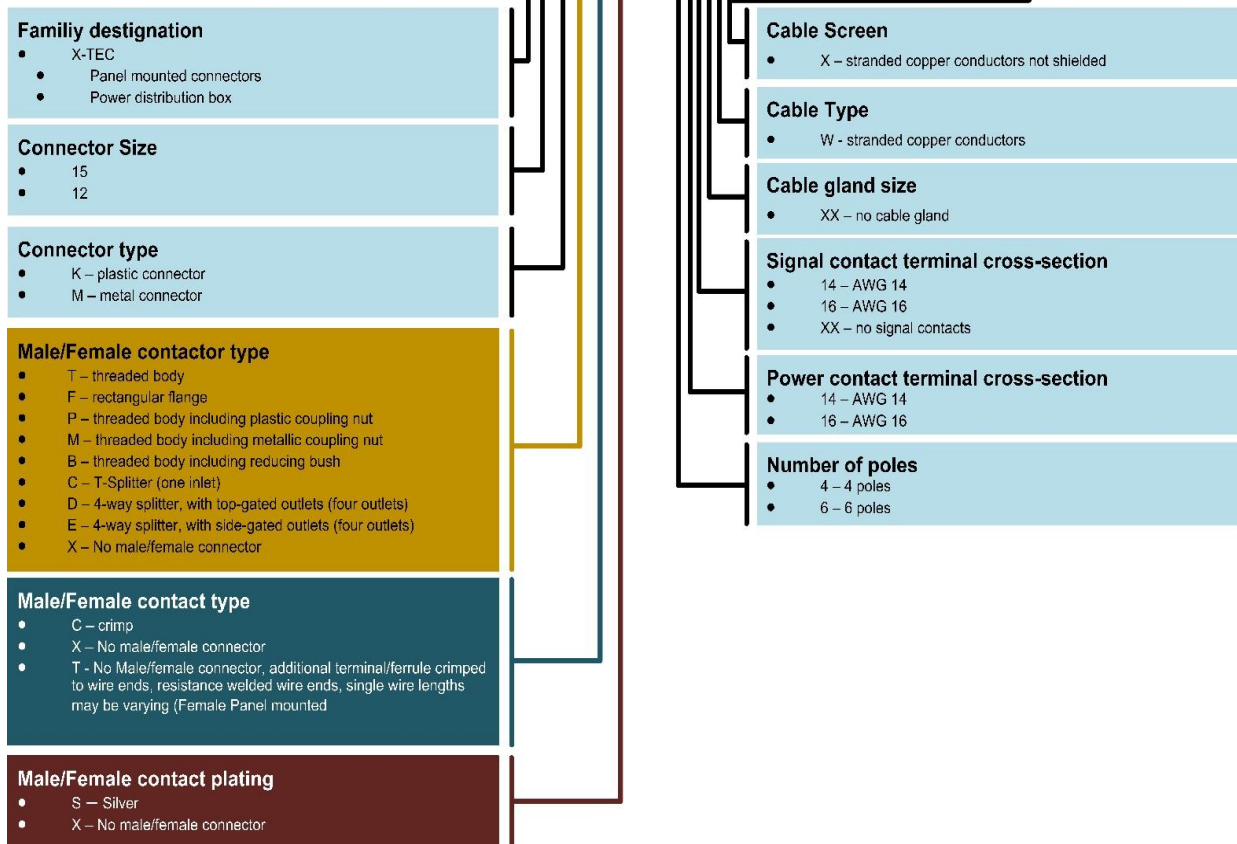 Familiy destignation
● X-TEC
● Panel mounted connectors
● Power distribution box
Connector Size
● 15
● 12
Connector type
● K – plastic connector
● M – metal connector
Male/Female contactor type
● T – threaded body
● F – rectangular flange
● P – threaded body including plastic coupling nut
● M – threaded body including metallic coupling nut
● B – threaded body including reducing bush
● C – T-Splitter (one inlet)
● D – 4-way splitter, with top-gated outlets (four outlets)
● E – 4-way splitter, with side-gated outlets (four outlets)
● X – No male/female connector
Male/Female contact type
● C – crimp
● X – No male/female connector
● T - No Male/female connector, additional terminal/ferrule crimped
to wire ends, resistance welded wire ends, single wire lengths
may be varying (Female Panel mounted
Male/Female contact plating
● S – Silver
● X – No male/female connector
Cable Screen
● X – stranded copper conductors not shielded
Cable Type
● W - stranded copper conductors
Cable gland size
● XX – no cable gland
Signal contact terminal cross-section
● 14 – AWG 14
● 16 – AWG 16
● XX – no signal contacts
Power contact terminal cross-section
● 14 – AWG 14
● 16 – AWG 16
Number of poles
● 4 – 4 poles
● 6 – 6 poles